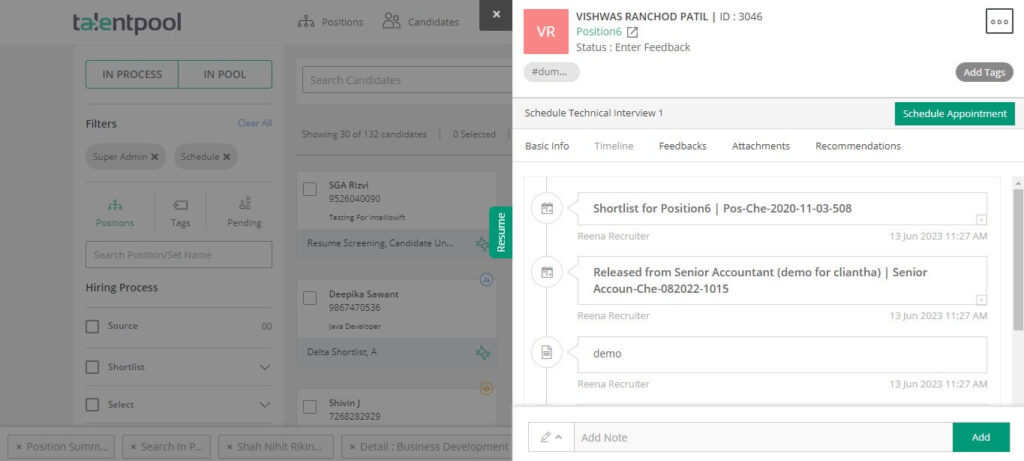 talentpool
Positions
Candidates
×
IN PROCESS
IN POOL
Filters
Clear All
Super Admin ×
Schedule ×
Positions
Tags
Pending
Search Position/Set Name
Hiring Process
Source
00
Shortlist
Select
Search Candidates
Showing 30 of 132 candidates
0 Selected
SGA Rizvi
9526040090
Testing For Intelliswift
Resume Screening, Candidate Un...
Deepika Sawant
9867470536
Java Developer
Delta Shortlist, A
Shivin J
7268282929
Resume
× Position Summ...
× Search In P...
× Shah Nihit Rikin...
× Detail : Business Development
VR
VISHWAS RANCHOD PATIL | ID : 3046
Position6
Status : Enter Feedback
#dum...
Add Tags
Schedule Technical Interview 1
Schedule Appointment
Basic Info
Timeline
Feedbacks
Attachments
Recommendations
Shortlist for Position6 | Pos-Che-2020-11-03-508
Reena Recruiter
13 Jun 2023 11:27 AM
Released from Senior Accountant (demo for cliantha) | Senior
Accoun-Che-082022-1015
Reena Recruiter
13 Jun 2023 11:27 AM
demo
Reena Recruiter
13 Jun 2023 11:27 AM
Add Note
Add